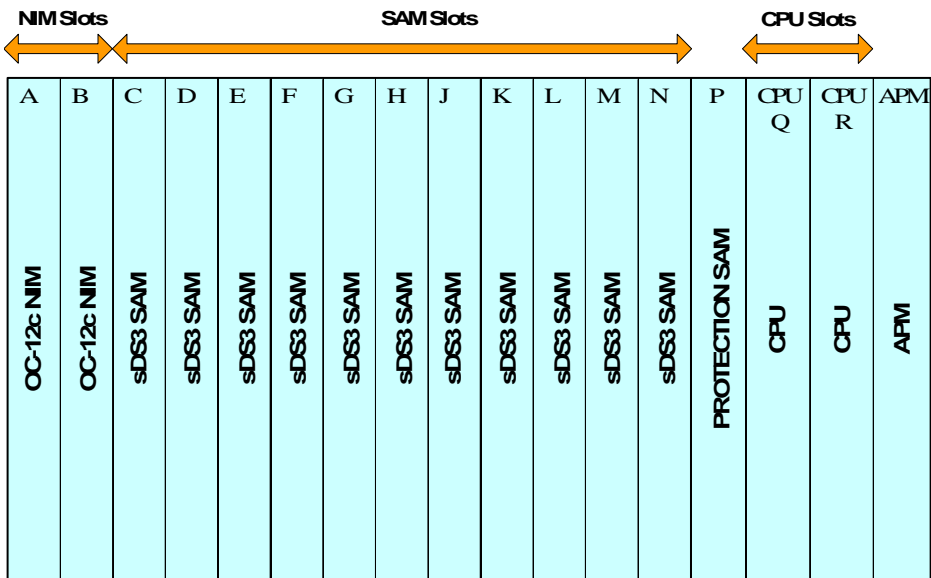 NIM Slots SAM Slots CPU Slots
A B C D E F G H J K L M N P CPU Q CPU R APM
OC-12c NIM
OC-12c NIM
sDS3 SAM
sDS3 SAM
sDS3 SAM
sDS3 SAM
sDS3 SAM
sDS3 SAM
sDS3 SAM
sDS3 SAM
sDS3 SAM
sDS3 SAM
sDS3 SAM
PROTECTION SAM
CPU
CPU
APM